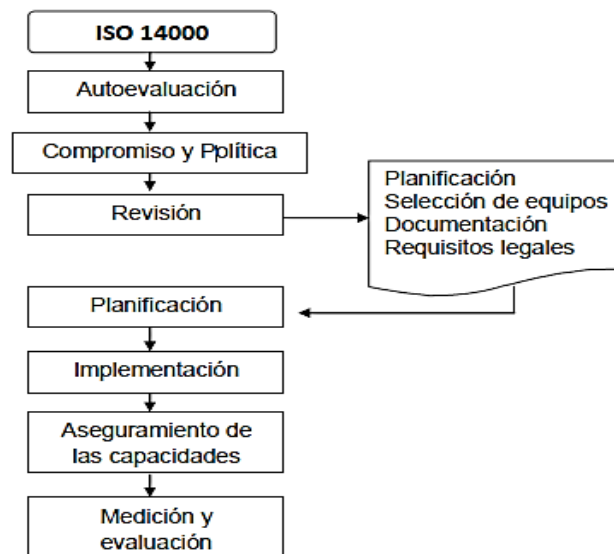 ISO 14000
Autoevaluación
Compromiso y Pplítica
Revisión
Planificación
Selección de equipos
Documentación
Requisitos legales
Planificación
Implementación
Aseguramiento de
las capacidades
Medición y
evaluación